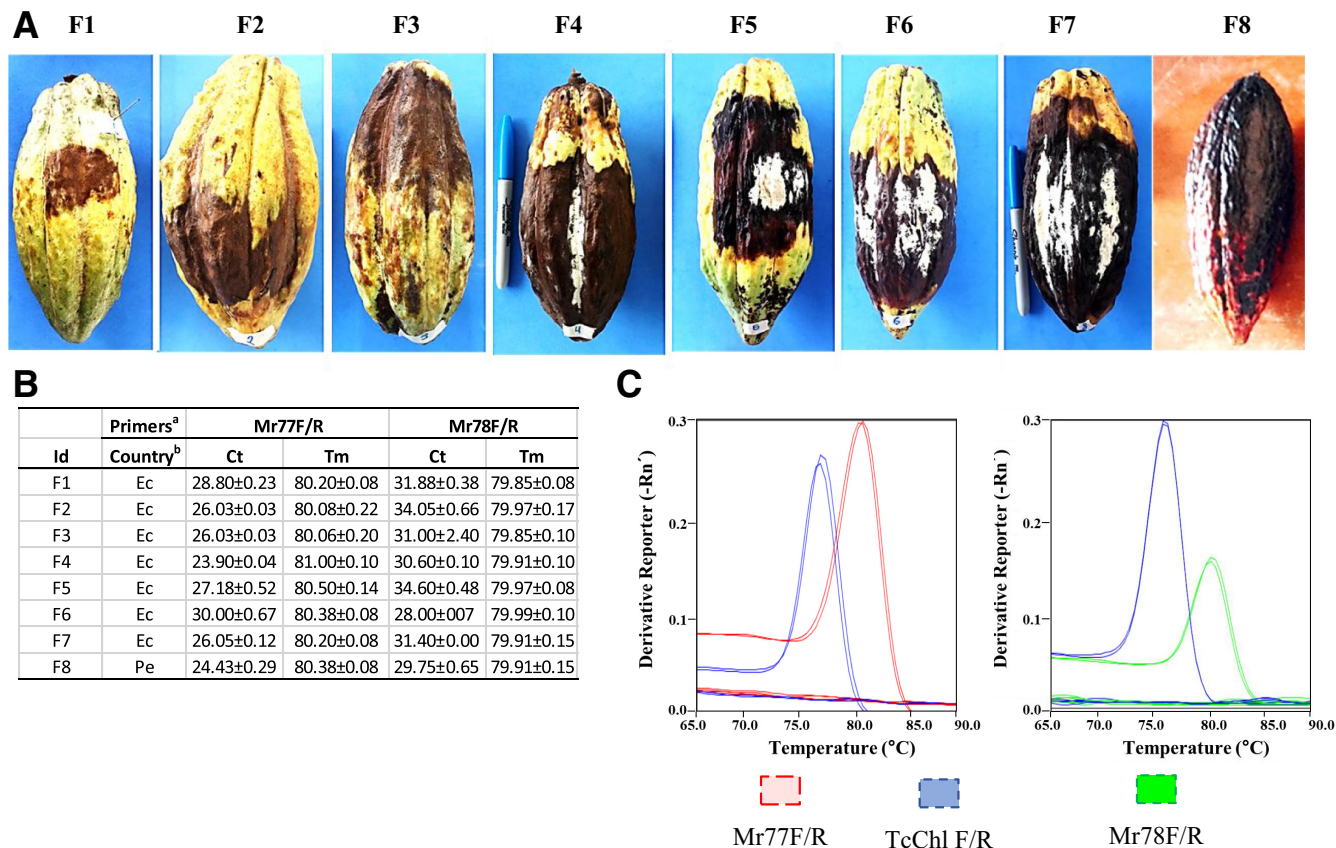 A
F1 F2 F3 F4 F5 F6 F7 F8
2
3
4
6
B
Primersa Mr77F/R Mr78F/R
Id Countryb Ct Tm Ct Tm
F1 Ec 28.80±0.23 80.20±0.08 31.88±0.38 79.85±0.08
F2 Ec 26.03±0.03 80.08±0.22 34.05±0.66 79.97±0.17
F3 Ec 26.03±0.03 80.06±0.20 31.00±2.40 79.85±0.10
F4 Ec 23.90±0.04 81.00±0.10 30.60±0.10 79.91±0.10
F5 Ec 27.18±0.52 80.50±0.14 34.60±0.48 79.97±0.08
F6 Ec 30.00±0.67 80.38±0.08 28.00±007 79.99±0.10
F7 Ec 26.05±0.12 80.20±0.08 31.40±0.00 79.91±0.15
F8 Pe 24.43±0.29 80.38±0.08 29.75±0.65 79.91±0.15
C
Derivative Reporter (-Rn´)
0.3
0.2
0.1
0.0
65.0 70.0 75.0 80.0 85.0 90.0
Temperature (°C)
Derivative Reporter (-Rn´)
0.3
0.2
0.1
0.0
65.0 70.0 75.0 80.0 85.0 90.0
Temperature (°C)
Mr77F/R TcChl F/R Mr78F/R